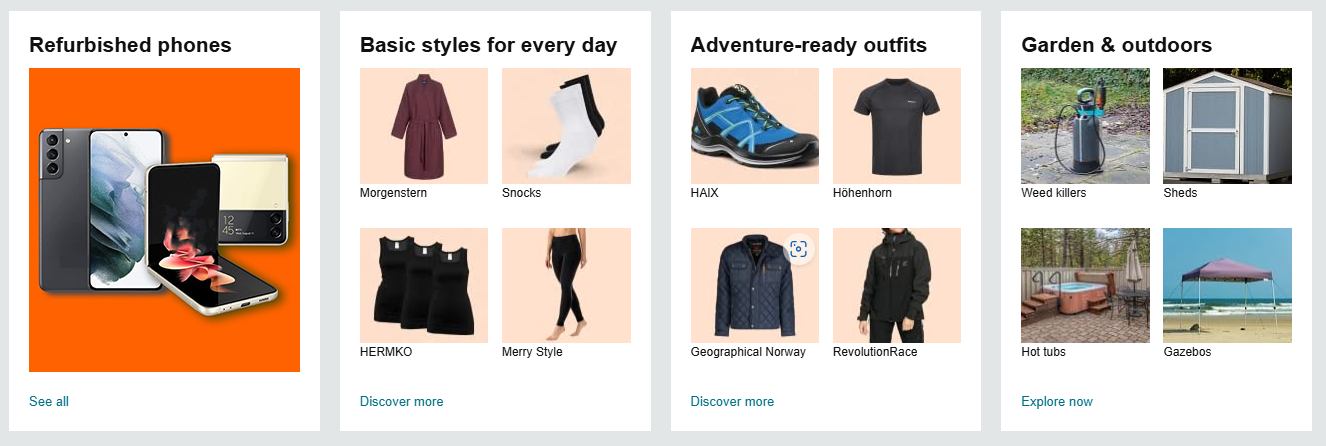 Refurbished phones
12
45
See all
Basic styles for every day
Morgenstern
Snocks
HERMKO
Merry Style
Discover more
Adventure-ready outfits
HAIX
Höhenhorn
Geographical Norway
RevolutionRace
Discover more
Garden & outdoors
Weed killers
Sheds
Hot tubs
Gazebos
Explore now